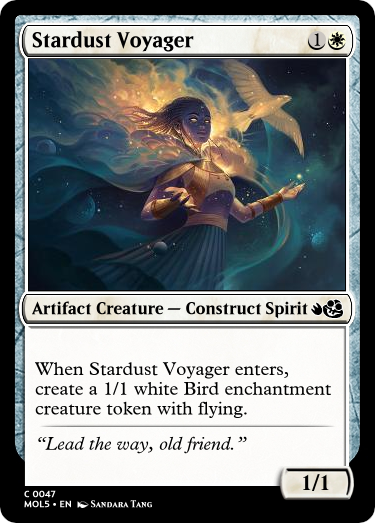 Stardust Voyager 1
Artifact Creature — Construct Spirit
When Stardust Voyager enters,
create a 1/1 white Bird enchantment
creature token with flying.
“Lead the way, old friend.”
1/1
C 0047
MOL5 • EN Sandara Tang